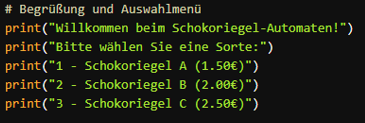 # Begrüßung und Auswahlmenü
print("Willkommen beim Schokoriegel-Automaten!")
print("Bitte wählen Sie eine Sorte:")
print("1 - Schokoriegel A (1.50€)")
print("2 - Schokoriegel B (2.00€)")
print("3 - Schokoriegel C (2.50€)")